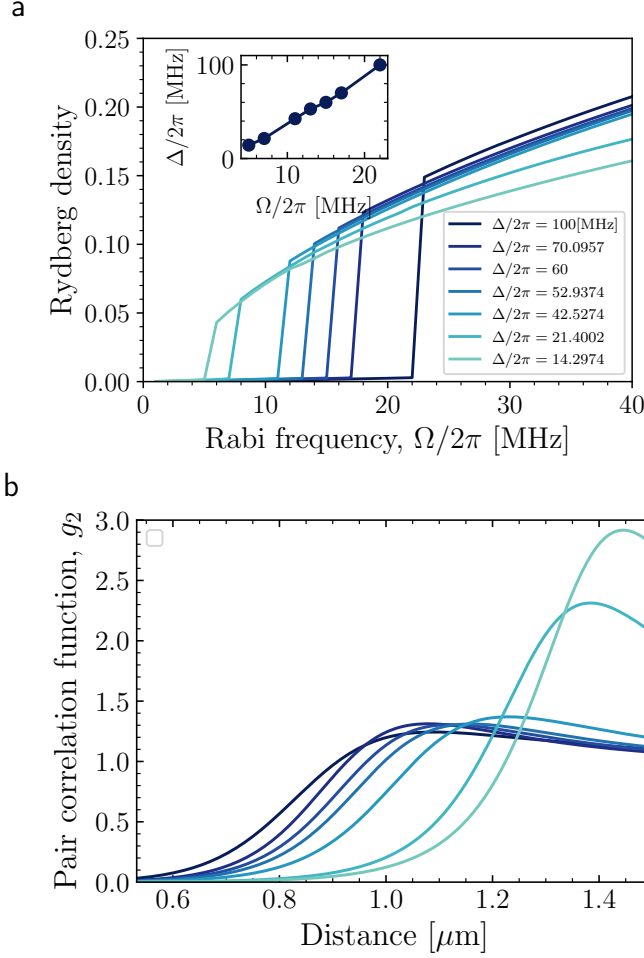 a
Rydberg density
0.25
0.20
0.15
0.10
0.05
0.00
0
10
20
30
40
Rabi frequency, Ω/2π [MHz]
Δ/2π [MHz]
100
0
10
20
Ω/2π [MHz]
Δ/2π = 100[MHz]
Δ/2π = 70.0957
Δ/2π = 60
Δ/2π = 52.9374
Δ/2π = 42.5274
Δ/2π = 21.4002
Δ/2π = 14.2974
b
Pair correlation function, g₂
3.0
2.5
2.0
1.5
1.0
0.5
0.0
0.6
0.8
1.0
1.2
1.4
Distance [μm]